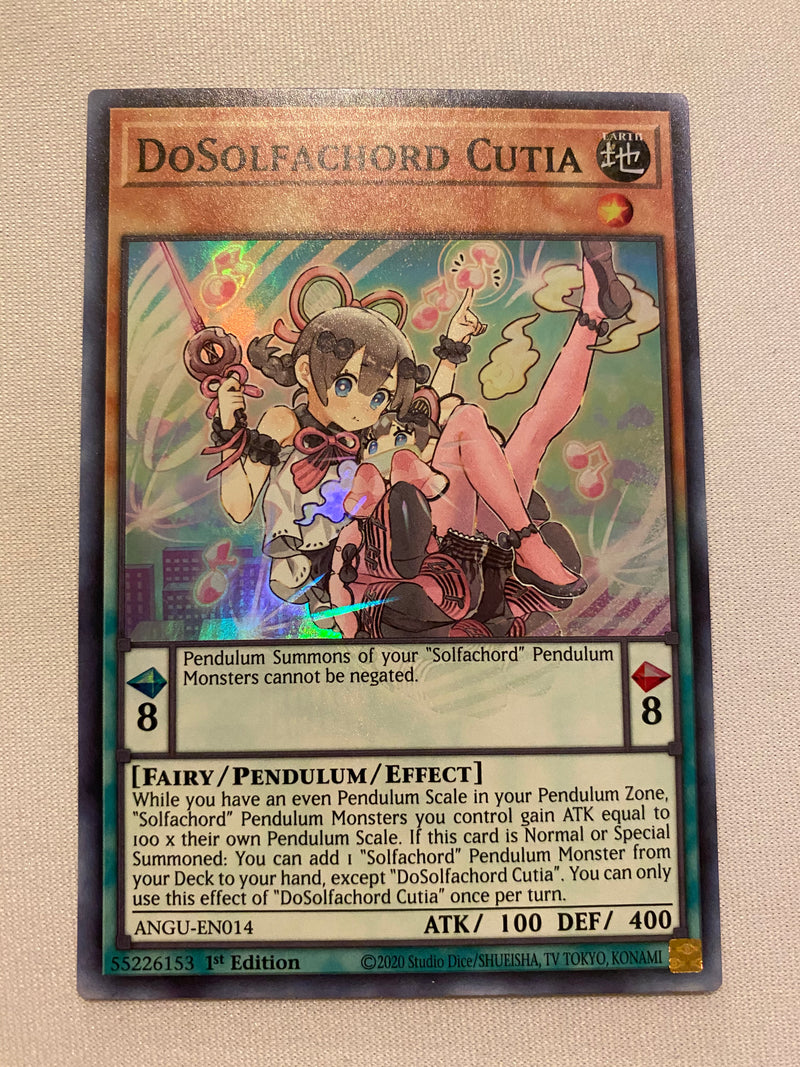 DoSolfachord Cutia
EARTH
地
Pendulum Summons of your "Solfachord" Pendulum
Monsters cannot be negated.
8
8
[Fairy/Pendulum/Effect]
While you have an even Pendulum Scale in your Pendulum Zone,
"Solfachord" Pendulum Monsters you control gain ATK equal to
100 x their own Pendulum Scale. If this card is Normal or Special
Summoned: You can add 1 "Solfachord" Pendulum Monster from
your Deck to your hand, except "DoSolfachord Cutia". You can only
use this effect of "DoSolfachord Cutia" once per turn.
ANGU-EN014
ATK/ 100 DEF/ 400
55226153 1st Edition
©2020 Studio Dice/SHUEISHA, TV TOKYO, KONAMI